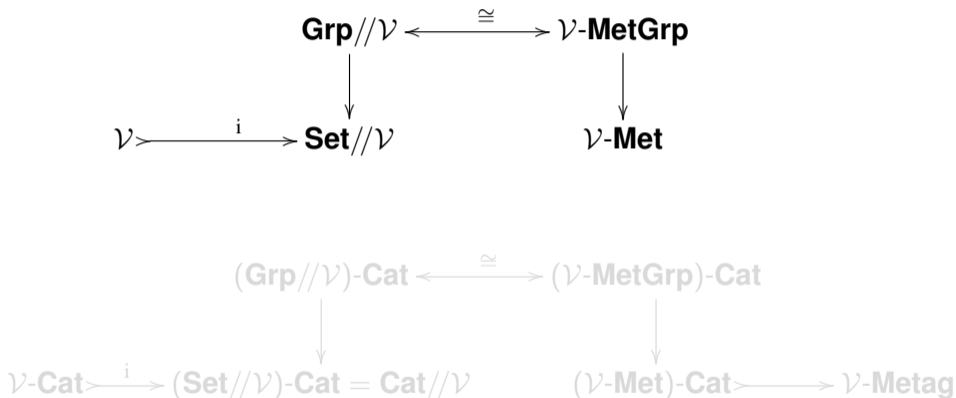 ≅
Grp//𝒱 𝒱-MetGrp
i
𝒱 Set//𝒱 𝒱-Met
≅
(Grp//𝒱)-Cat (𝒱-MetGrp)-Cat
i
𝒱-Cat (Set//𝒱)-Cat = Cat//𝒱 (𝒱-Met)-Cat 𝒱-Metag